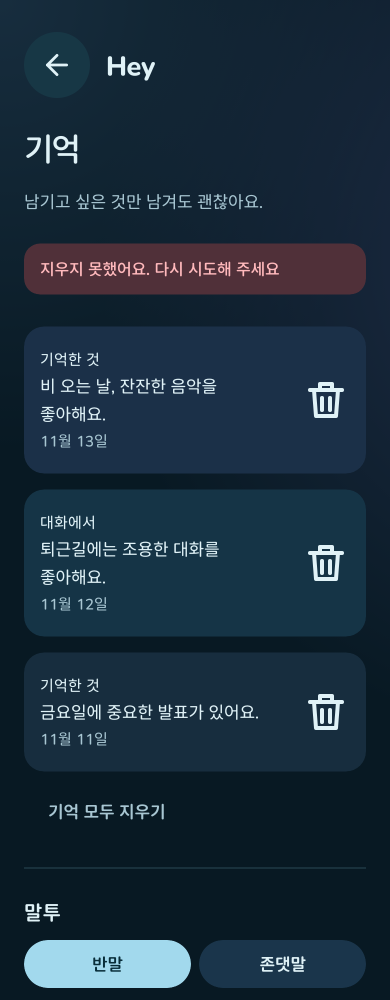 Hey
기억
남기고 싶은 것만 남겨도 괜찮아요.
지우지 못했어요. 다시 시도해 주세요
기억한 것
비 오는 날, 잔잔한 음악을
좋아해요.
11월 13일
대화에서
퇴근길에는 조용한 대화를
좋아해요.
11월 12일
기억한 것
금요일에 중요한 발표가 있어요.
11월 11일
기억 모두 지우기
말투
반말
존댓말